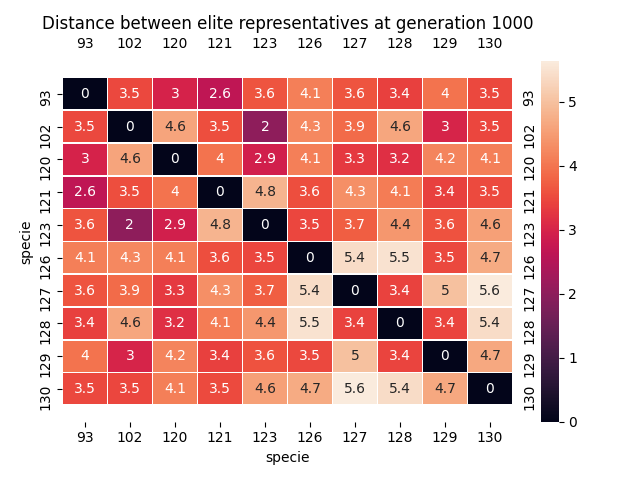 Distance between elite representatives at generation 1000
93 102 120 121 123 126 127 128 129 130
93 0 3.5 3 2.6 3.6 4.1 3.6 3.4 4 3.5 93
102 3.5 0 4.6 3.5 2 4.3 3.9 4.6 3 3.5 102
120 3 4.6 0 4 2.9 4.1 3.3 3.2 4.2 4.1 120
121 2.6 3.5 4 0 4.8 3.6 4.3 4.1 3.4 3.5 121
123 3.6 2 2.9 4.8 0 3.5 3.7 4.4 3.6 4.6 123
126 4.1 4.3 4.1 3.6 3.5 0 5.4 5.5 3.5 4.7 126
127 3.6 3.9 3.3 4.3 3.7 5.4 0 3.4 5 5.6 127
128 3.4 4.6 3.2 4.1 4.4 5.5 3.4 0 3.4 5.4 128
129 4 3 4.2 3.4 3.6 3.5 5 3.4 0 4.7 129
130 3.5 3.5 4.1 3.5 4.6 4.7 5.6 5.4 4.7 0 130
93 102 120 121 123 126 127 128 129 130
specie
specie
5
4
3
2
1
0